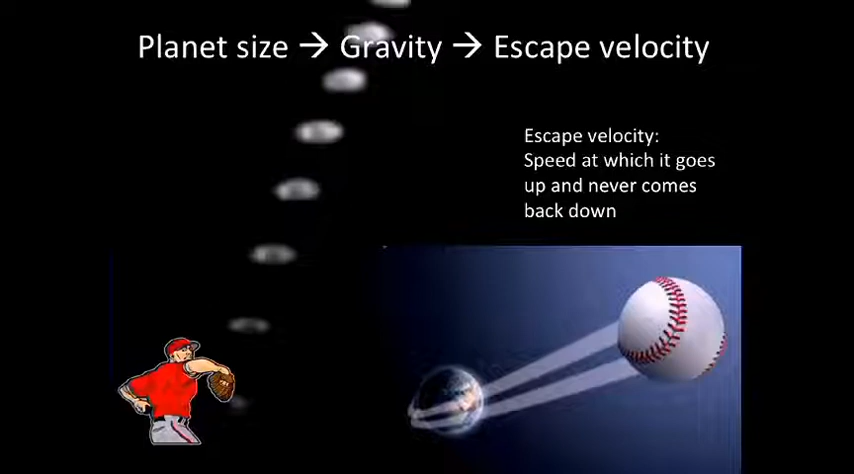 Planet size → Gravity → Escape velocity
Escape velocity:
Speed at which it goes
up and never comes
back down